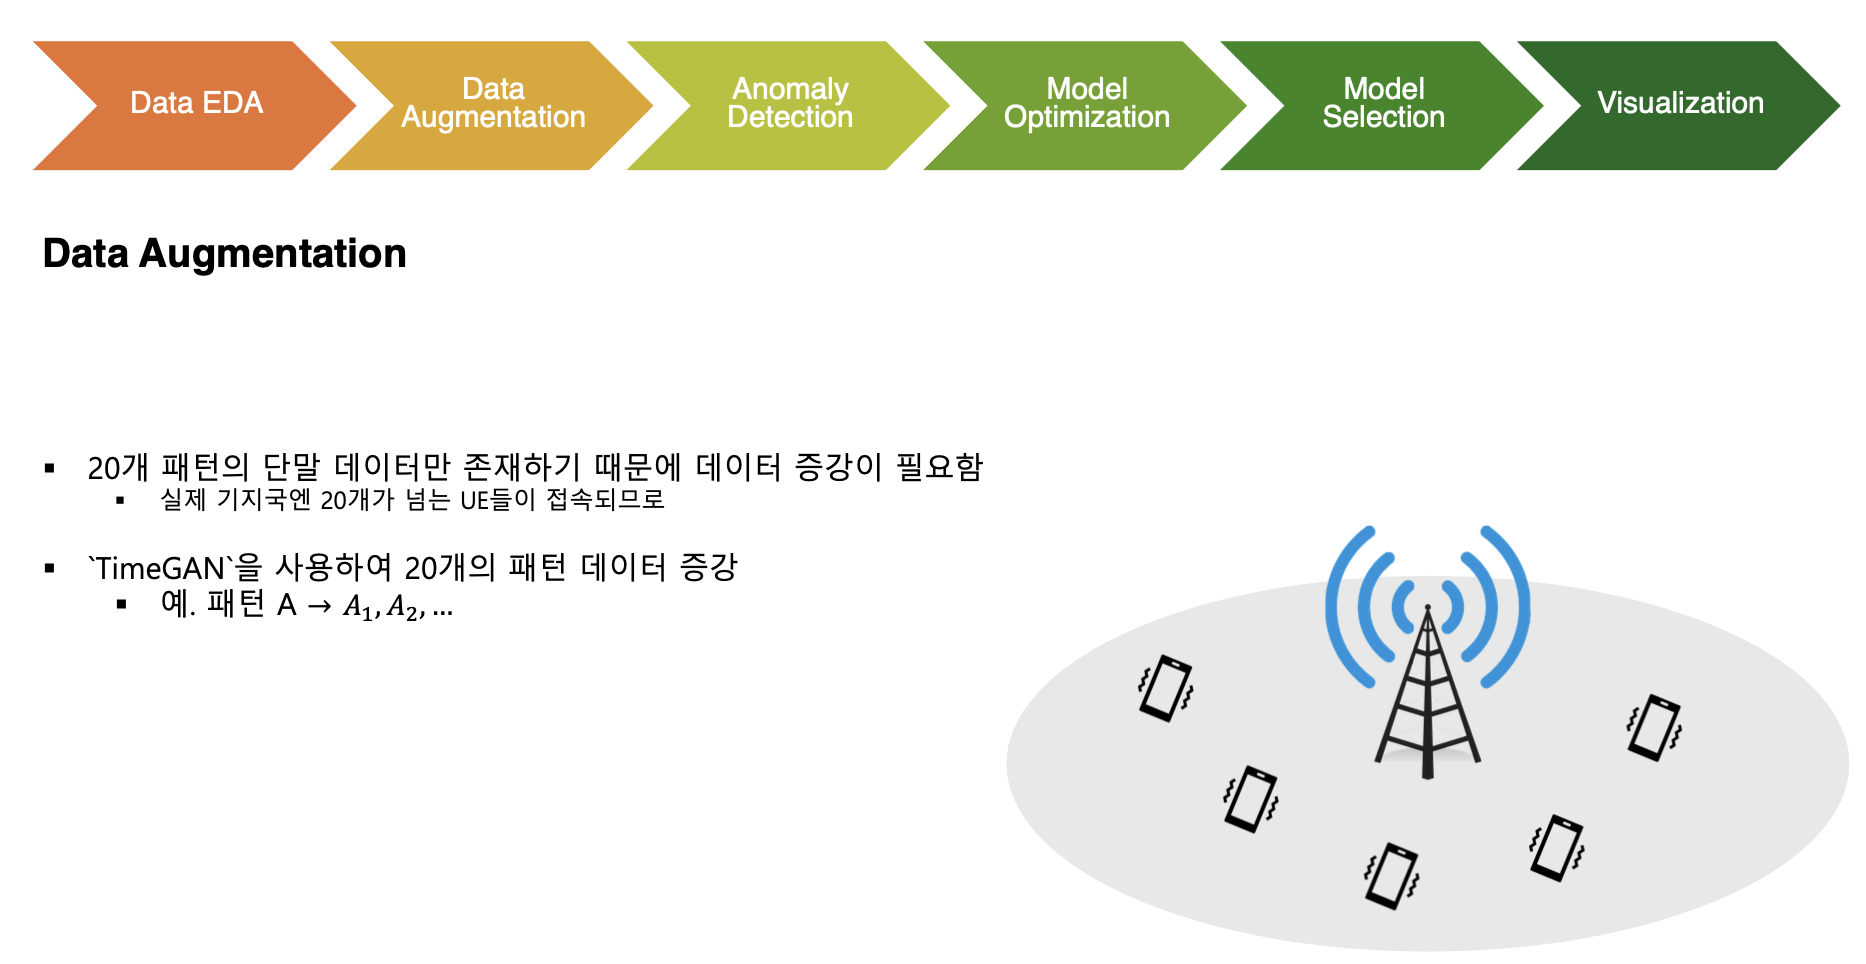 Data EDA
Data
Augmentation
Anomaly
Detection
Model
Optimization
Model
Selection
Visualization
Data Augmentation
▪ 20개 패턴의 단말 데이터만 존재하기 때문에 데이터 증강이 필요함
▪ 실제 기지국엔 20개가 넘는 UE들이 접속되므로
▪ `TimeGAN`을 사용하여 20개의 패턴 데이터 증강
▪ 예. 패턴 A → A₁, A₂, …